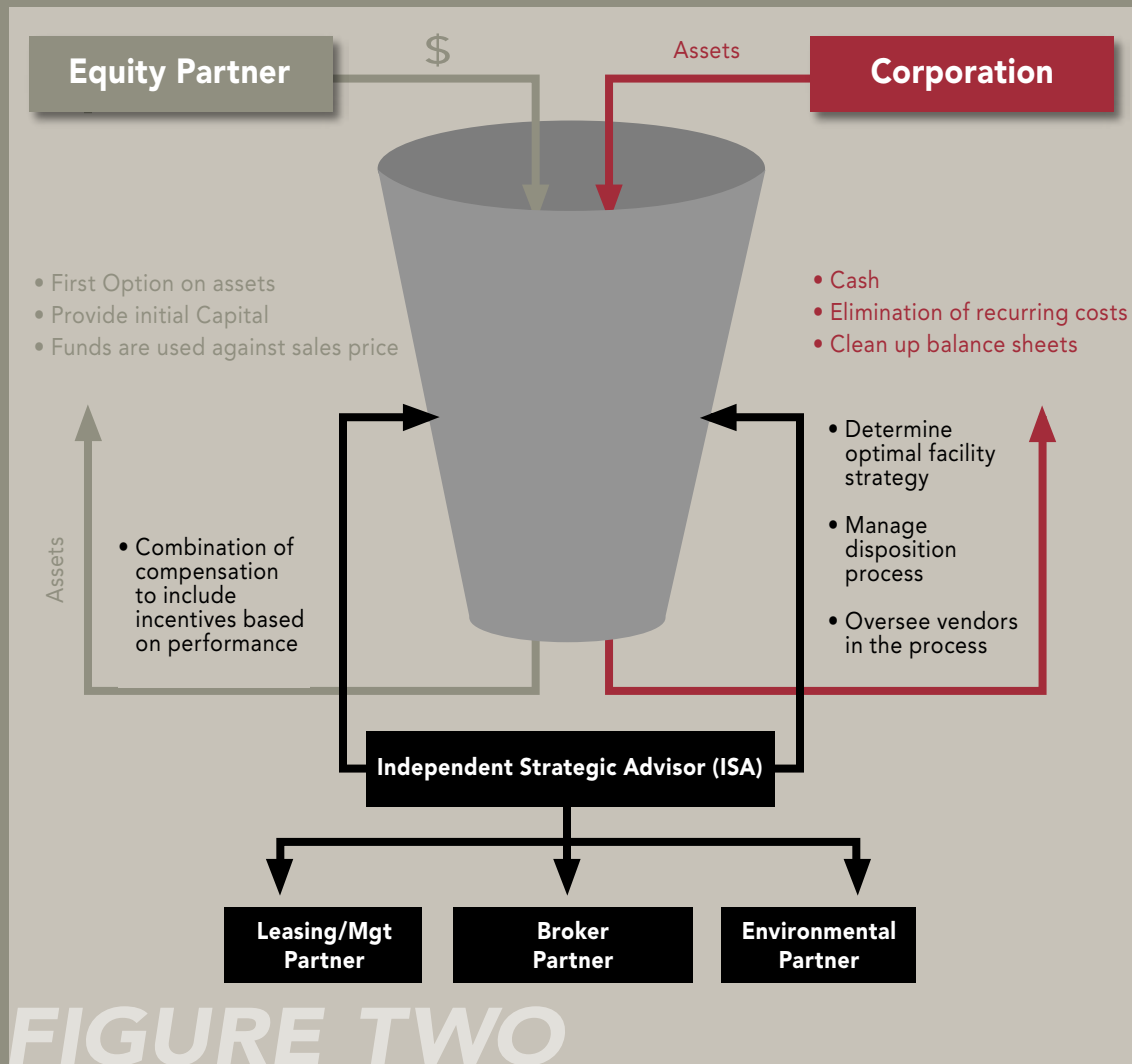 Equity Partner
$
Assets
Corporation
• First Option on assets
• Provide initial Capital
• Funds are used against sales price
• Cash
• Elimination of recurring costs
• Clean up balance sheets
Assets
• Combination of
compensation
to include
incentives based
on performance
• Determine
optimal facility
strategy
• Manage
disposition
process
• Oversee vendors
in the process
Independent Strategic Advisor (ISA)
Leasing/Mgt
Partner
Broker
Partner
Environmental
Partner
FIGURE TWO